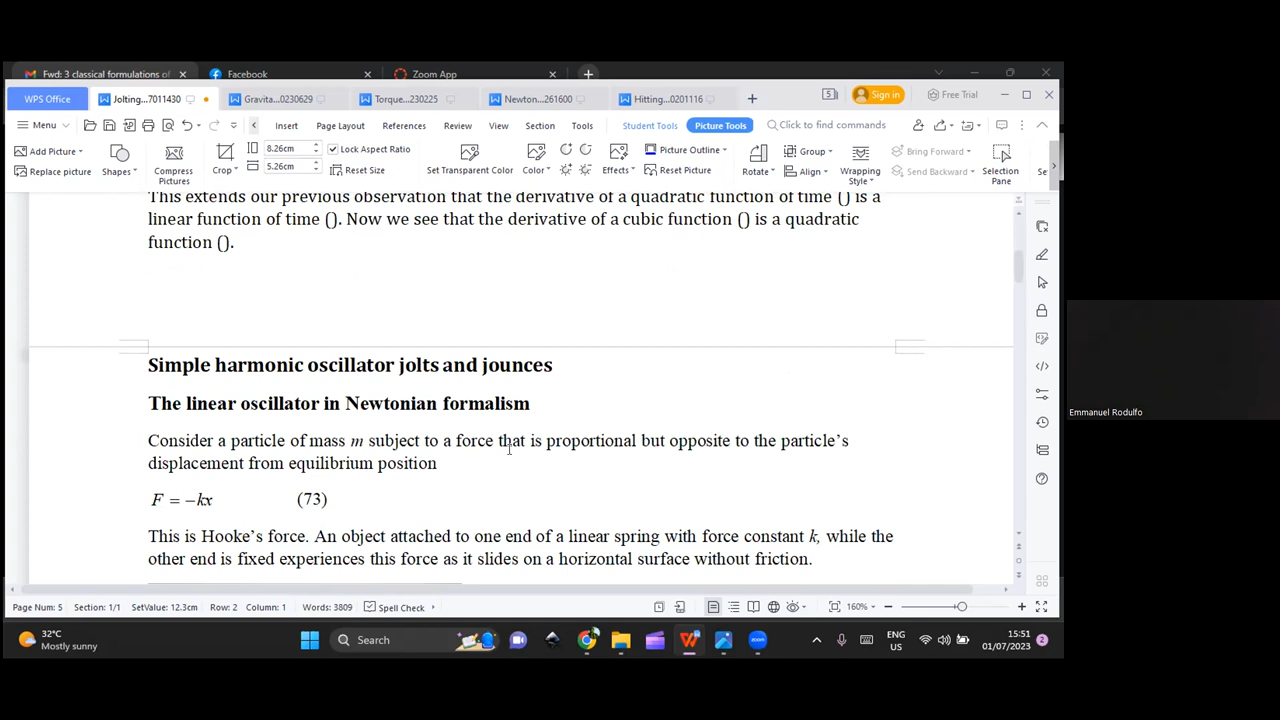 Fwd: 3 classical formulations of
Facebook
Zoom App
WPS Office
Jolting...7011430
Gravita...0230629
Torque...230225
Newton...261600
Hitting...0201116
Sign in
Free Trial
Menu
Insert
Page Layout
References
Review
View
Section
Tools
Student Tools
Picture Tools
Click to find commands
Add Picture
Replace picture
Shapes
Compress
Pictures
Crop
8.26cm
5.26cm
Lock Aspect Ratio
Reset Size
Set Transparent Color
Color
Effects
Picture Outline
Reset Picture
Rotate
Group
Align
Wrapping
Style
Bring Forward
Send Backward
Selection
Pane
Se
This extends our previous observation that the derivative of a quadratic function of time () is a
linear function of time (). Now we see that the derivative of a cubic function () is a quadratic
function ().
Simple harmonic oscillator jolts and jounces
The linear oscillator in Newtonian formalism
Consider a particle of mass m subject to a force that is proportional but opposite to the particle’s
displacement from equilibrium position
F = −kx (73)
This is Hooke’s force. An object attached to one end of a linear spring with force constant k, while the
other end is fixed experiences this force as it slides on a horizontal surface without friction.
Emmanuel Rodulfo
Page Num: 5 Section: 1/1 SetValue: 12.3cm Row: 2 Column: 1 Words: 3809 Spell Check 160%
32°C
Mostly sunny
Search
ENG
US
15:51
01/07/2023
2